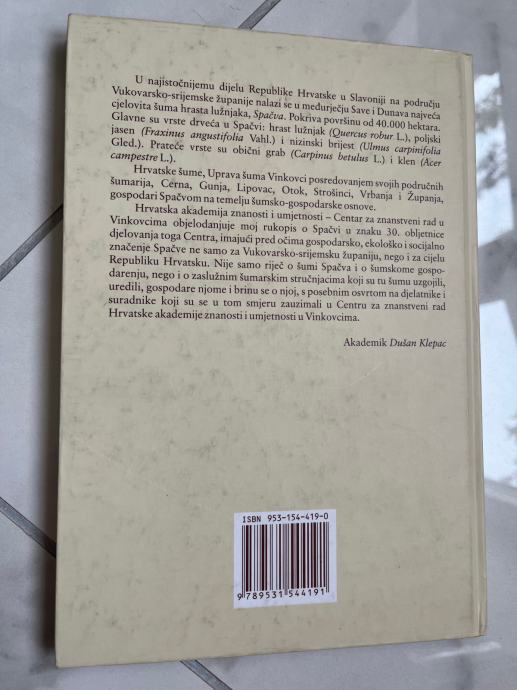 U najistočnijemu dijelu Republike Hrvatske u Slavoniji na području
Vukovarsko-srijemske županije nalazi se u međurječju Save i Dunava najveća
cjelovita šuma hrasta lužnjaka, Spačva. Pokriva površinu od 40.000 hektara.
Glavne su vrste drveća u Spačvi: hrast lužnjak (Quercus robur L.), poljski
jasen (Fraxinus angustifolia Vahl.) i nizinski brijest (Ulmus carpinifolia
Gled.). Prateće vrste su obični grab (Carpinus betulus L.) i klen (Acer
campestre L.).
Hrvatske šume, Uprava šuma Vinkovci posredovanjem svojih područnih
šumarija, Cerna, Gunja, Lipovac, Otok, Strošinci, Vrbanja i Županja,
gospodari Spačvom na temelju šumsko-gospodarske osnove.
Hrvatska akademija znanosti i umjetnosti - Centar za znanstveni rad u
Vinkovcima objelodanjuje moj rukopis o Spačvi u znaku 30. obljetnice
djelovanja toga Centra, imajući pred očima gospodarsko, ekološko i socijalno
značenje Spačve ne samo za Vukovarsko-srijemsku županiju, nego i za cijelu
Republiku Hrvatsku. Nije samo riječ o šumi Spačva i o šumskome gospo-
darenju, nego i o zaslužnim šumarskim stručnjacima koji su tu šumu uzgojili,
uredili, gospodare njome i brinu se o njoj, s posebnim osvrtom na djelatnike i
suradnike koji su se u tom smjeru zauzimali u Centru za znanstveni rad
Hrvatske akademije znanosti i umjetnosti u Vinkovcima.
Akademik Dušan Klepac
ISBN 953-154-419-0
9 789531 544191